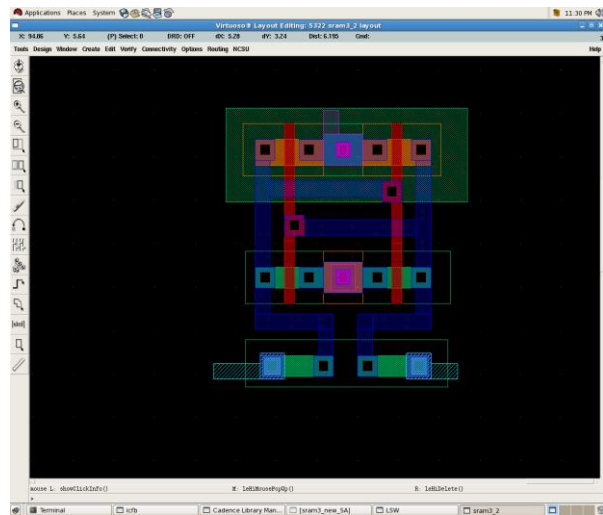 Applications Places System 11:30 PM
Virtuoso® Layout Editing: 5322 sram3_2 layout
X: 94.86 Y: 5.64 (F) Select: 0 DRD: OFF dX: 5.28 dY: 3.24 Dist: 6.195 Cmd: 3
Tools Design Window Create Edit Verify Connectivity Options Routing NCSU Help
[abcd]
mouse L: showClickInfo() M: leHiMousePopUp() R: leHiDelete()
>
Terminal icfb Cadence Library Man... [sram3_new_SA] LSW sram3_2